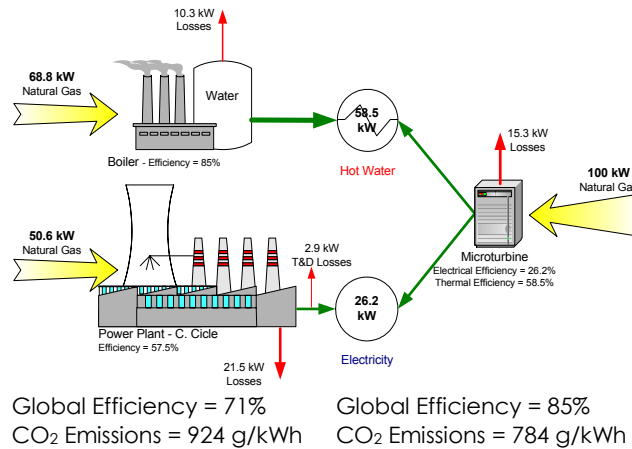 10.3 kW
Losses
68.8 kW
Natural Gas
Water
58.5
kW
Boiler - Efficiency = 85%
Hot Water
15.3 kW
Losses
100 kW
Natural Gas
50.6 kW
Natural Gas
2.9 kW
T&D Losses
Microturbine
Electrical Efficiency = 26.2%
Thermal Efficiency = 58.5%
26.2
kW
Power Plant - C. Cicle
Efficiency = 57.5%
Electricity
21.5 kW
Losses
Global Efficiency = 71%
CO₂ Emissions = 924 g/kWh
Global Efficiency = 85%
CO₂ Emissions = 784 g/kWh